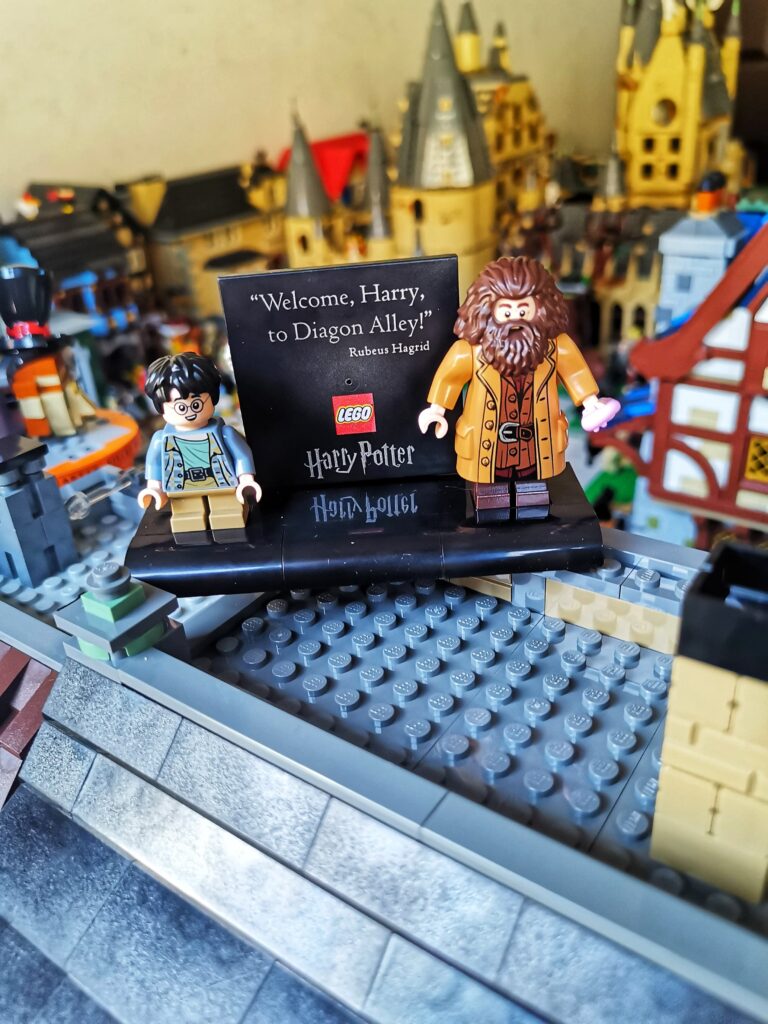 “Welcome, Harry,
to Diagon Alley!”
Rubeus Hagrid
LEGO
Harry Potter
Harry Potter